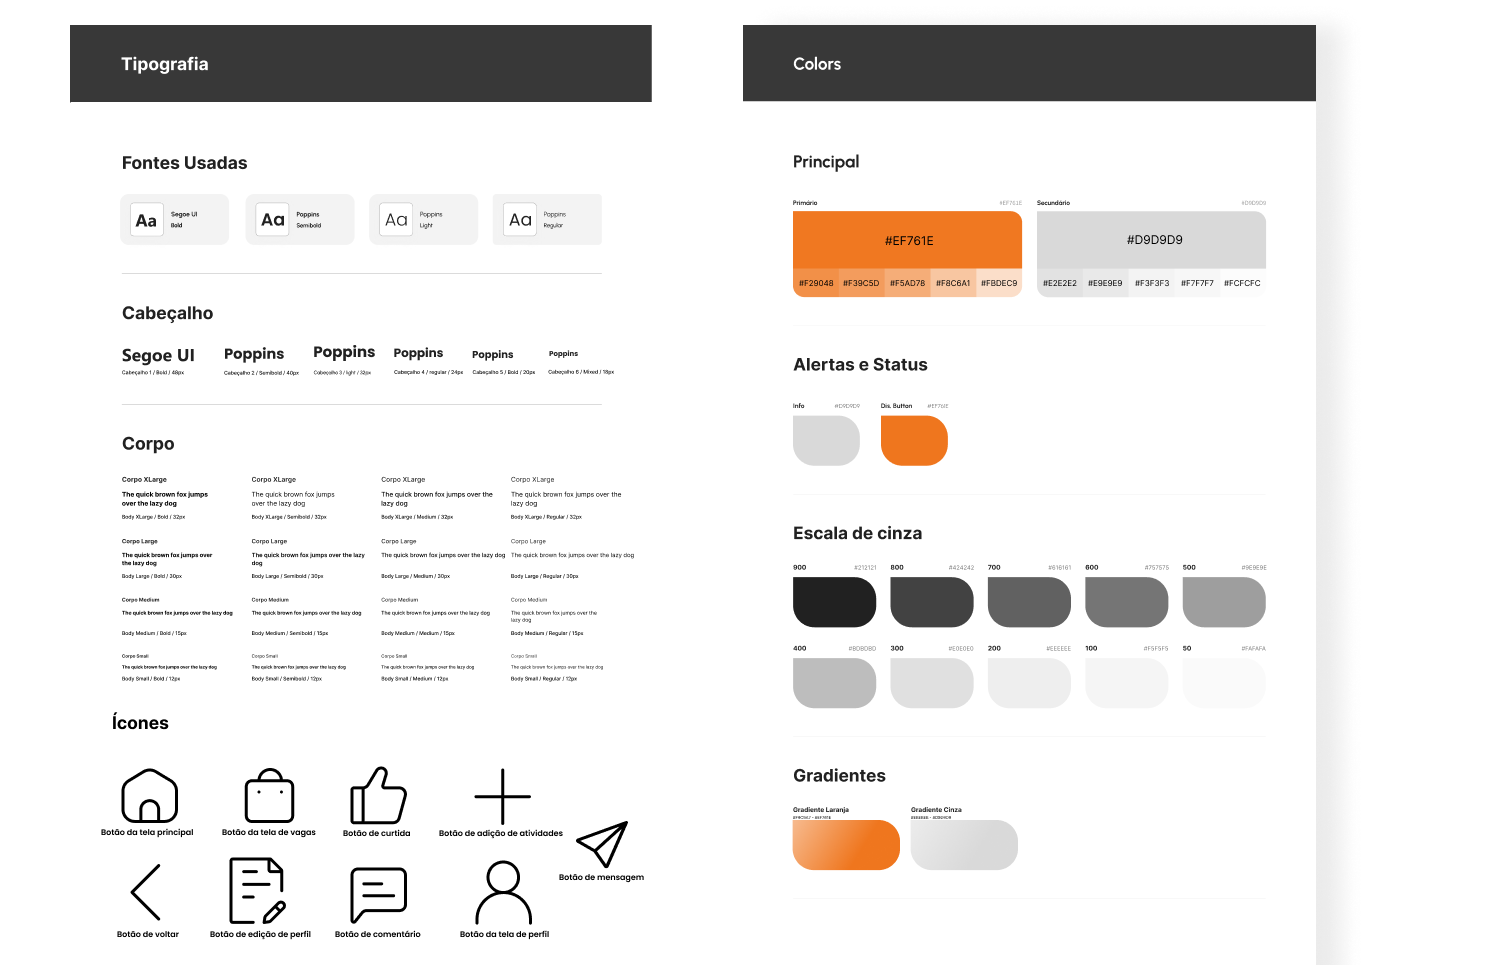 Tipografia
Fontes Usadas
Aa
Segoe UI
Bold
Aa
Poppins
Semibold
Aa
Poppins
Light
Aa
Poppins
Regular
Cabeçalho
Segoe UI
Cabeçalho 1 / Bold / 48px
Poppins
Cabeçalho 2 / Semibold / 40px
Poppins
Cabeçalho 3 / light / 32px
Poppins
Cabeçalho 4 / regular / 24px
Poppins
Cabeçalho 5 / Bold / 20px
Poppins
Cabeçalho 6 / Mixed / 18px
Corpo
Corpo XLarge
The quick brown fox jumps
over the lazy dog
Body XLarge / Bold / 32px
Corpo XLarge
The quick brown fox jumps
over the lazy dog
Body XLarge / Semibold / 32px
Corpo XLarge
The quick brown fox jumps over the
lazy dog
Body XLarge / Medium / 32px
Corpo XLarge
The quick brown fox jumps over the
lazy dog
Body XLarge / Regular / 32px
Corpo Large
The quick brown fox jumps over
the lazy dog
Body Large / Bold / 30px
Corpo Large
The quick brown fox jumps over the lazy
dog
Body Large / Semibold / 30px
Corpo Large
The quick brown fox jumps over the lazy dog
Body Large / Medium / 30px
Corpo Large
The quick brown fox jumps over the lazy dog
Body Large / Regular / 30px
Corpo Medium
The quick brown fox jumps over the lazy dog
Body Medium / Bold / 15px
Corpo Medium
The quick brown fox jumps over the lazy dog
Body Medium / Semibold / 15px
Corpo Medium
The quick brown fox jumps over the lazy dog
Body Medium / Medium / 15px
Corpo Medium
The quick brown fox jumps over the
lazy dog
Body Medium / Regular / 15px
Corpo Small
The quick brown fox jumps over the lazy dog
Body Small / Bold / 12px
Corpo Small
The quick brown fox jumps over the lazy dog
Body Small / Semibold / 12px
Corpo Small
The quick brown fox jumps over the lazy dog
Body Small / Medium / 12px
Corpo Small
The quick brown fox jumps over the lazy dog
Body Small / Regular / 12px
Ícones
Botão da tela principal
Botão da tela de vagas
Botão de curtida
Botão de adição de atividades
Botão de mensagem
Botão de voltar
Botão de edição de perfil
Botão de comentário
Botão da tela de perfil
Colors
Principal
Primário
#EF761E
#EF761E
#F29048
#F39C5D
#F5AD78
#F8C6A1
#FBDEC9
Secundário
#D9D9D9
#D9D9D9
#E2E2E2
#E9E9E9
#F3F3F3
#F7F7F7
#FCFCFC
Alertas e Status
Info
#D9D9D9
Dis. Button
#EF761E
Escala de cinza
900
#212121
800
#424242
700
#616161
600
#757575
500
#9E9E9E
400
#BDBDBD
300
#E0E0E0
200
#EEEEEE
100
#F5F5F5
50
#FAFAFA
Gradientes
Gradiente Laranja
Gradiente Cinza